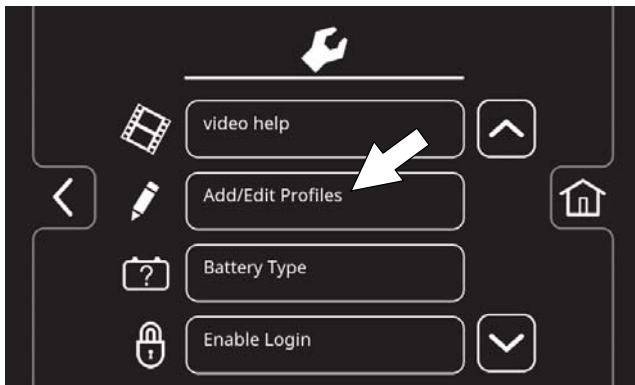 video help
Add/Edit Profiles
?
Battery Type
Enable Login